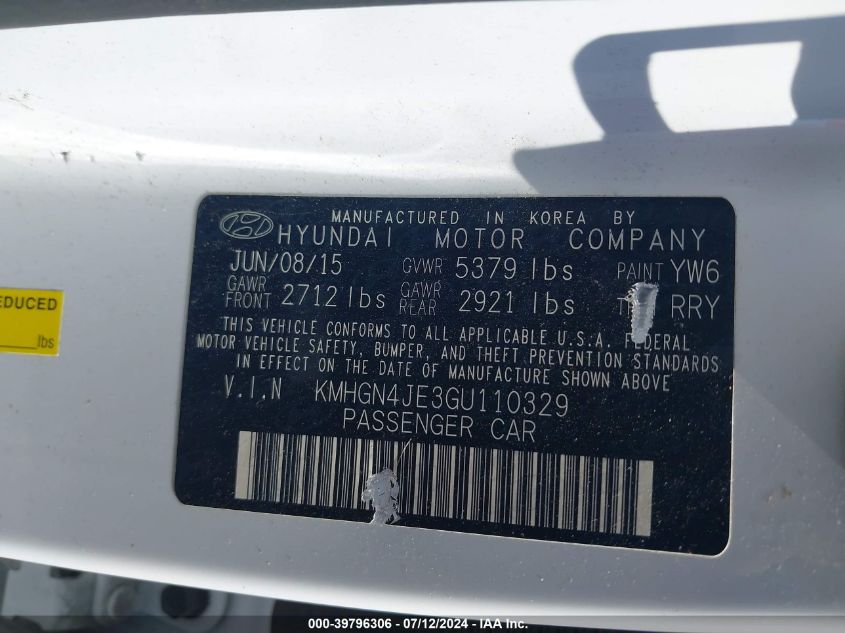 MANUFACTURED IN KOREA BY
HYUNDAI MOTOR COMPANY
JUN/08/15 GVWR 5379 lbs PAINT YW6
GAWR FRONT 2712 lbs GAWR REAR 2921 lbs RRY
THIS VEHICLE CONFORMS TO ALL APPLICABLE U.S.A. FEDERAL
MOTOR VEHICLE SAFETY, BUMPER, AND THEFT PREVENTION STANDARDS
IN EFFECT ON THE DATE OF MANUFACTURE SHOWN ABOVE
V.I.N KMHGN4JE3GU110329
PASSENGER CAR
EDUCED
lbs
000-39796306 - 07/12/2024 - IAA Inc.